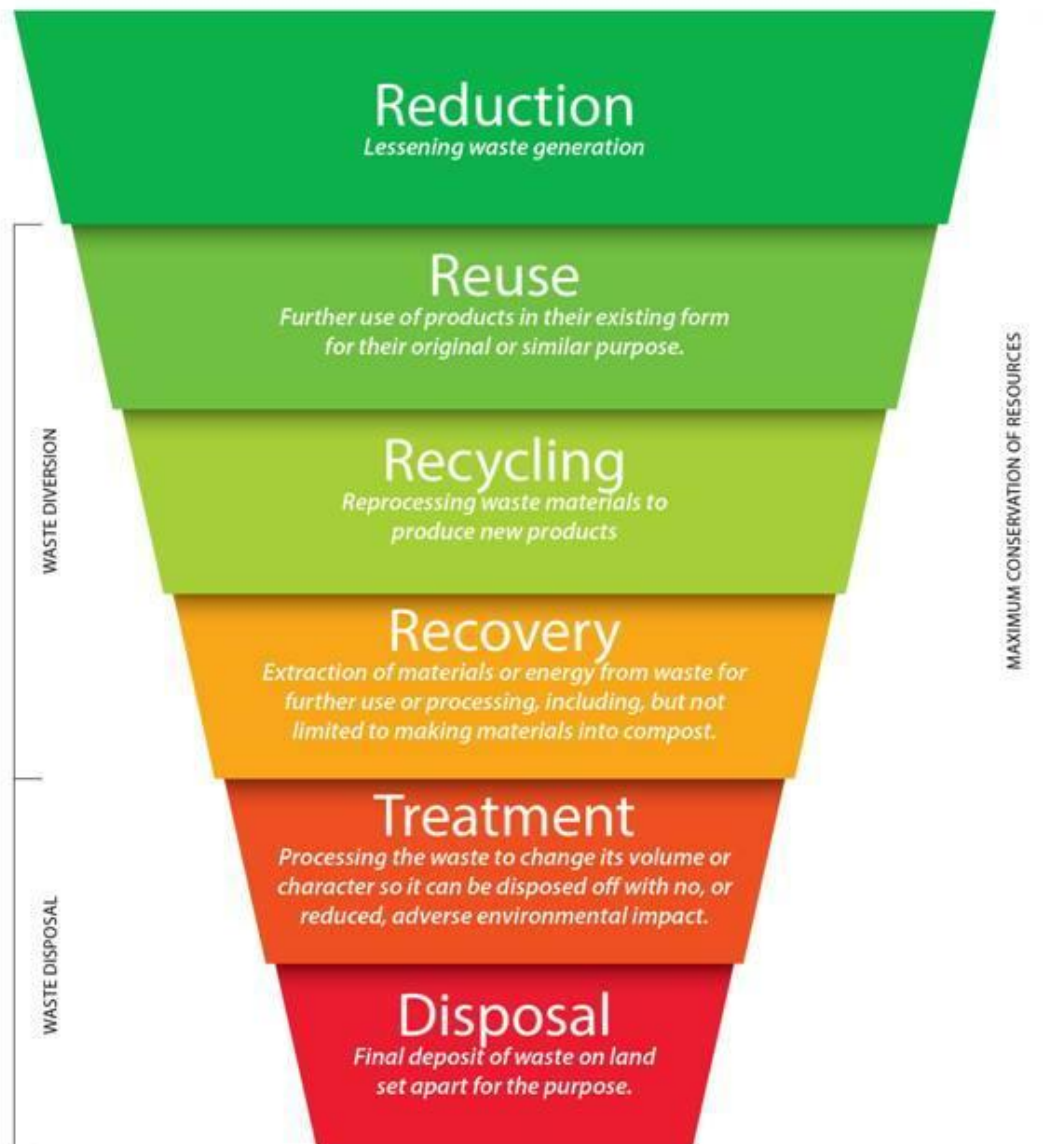 Reduction
Lessening waste generation
Reuse
Further use of products in their existing form
for their original or similar purpose.
Recycling
Reprocessing waste materials to
produce new products
Recovery
Extraction of materials or energy from waste for
further use or processing, including, but not
limited to making materials into compost.
Treatment
Processing the waste to change its volume or
character so it can be disposed off with no, or
reduced, adverse environmental impact.
Disposal
Final deposit of waste on land
set apart for the purpose.
WASTE DIVERSION
WASTE DISPOSAL
MAXIMUM CONSERVATION OF RESOURCES